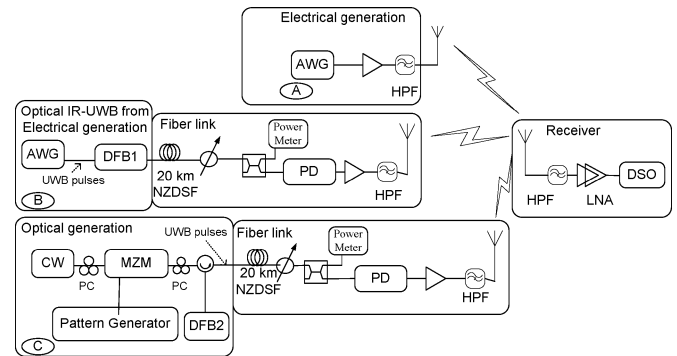 Electrical generation
AWG
HPF
A
Optical IR-UWB from
Electrical generation
AWG
DFB1
UWB pulses
B
Fiber link
Power
Meter
20 km
NZDSF
PD
HPF
Receiver
HPF
LNA
DSO
Optical generation
UWB pulses
CW
PC
MZM
PC
Pattern Generator
DFB2
C
Fiber link
Power
Meter
20 km
NZDSF
PD
HPF